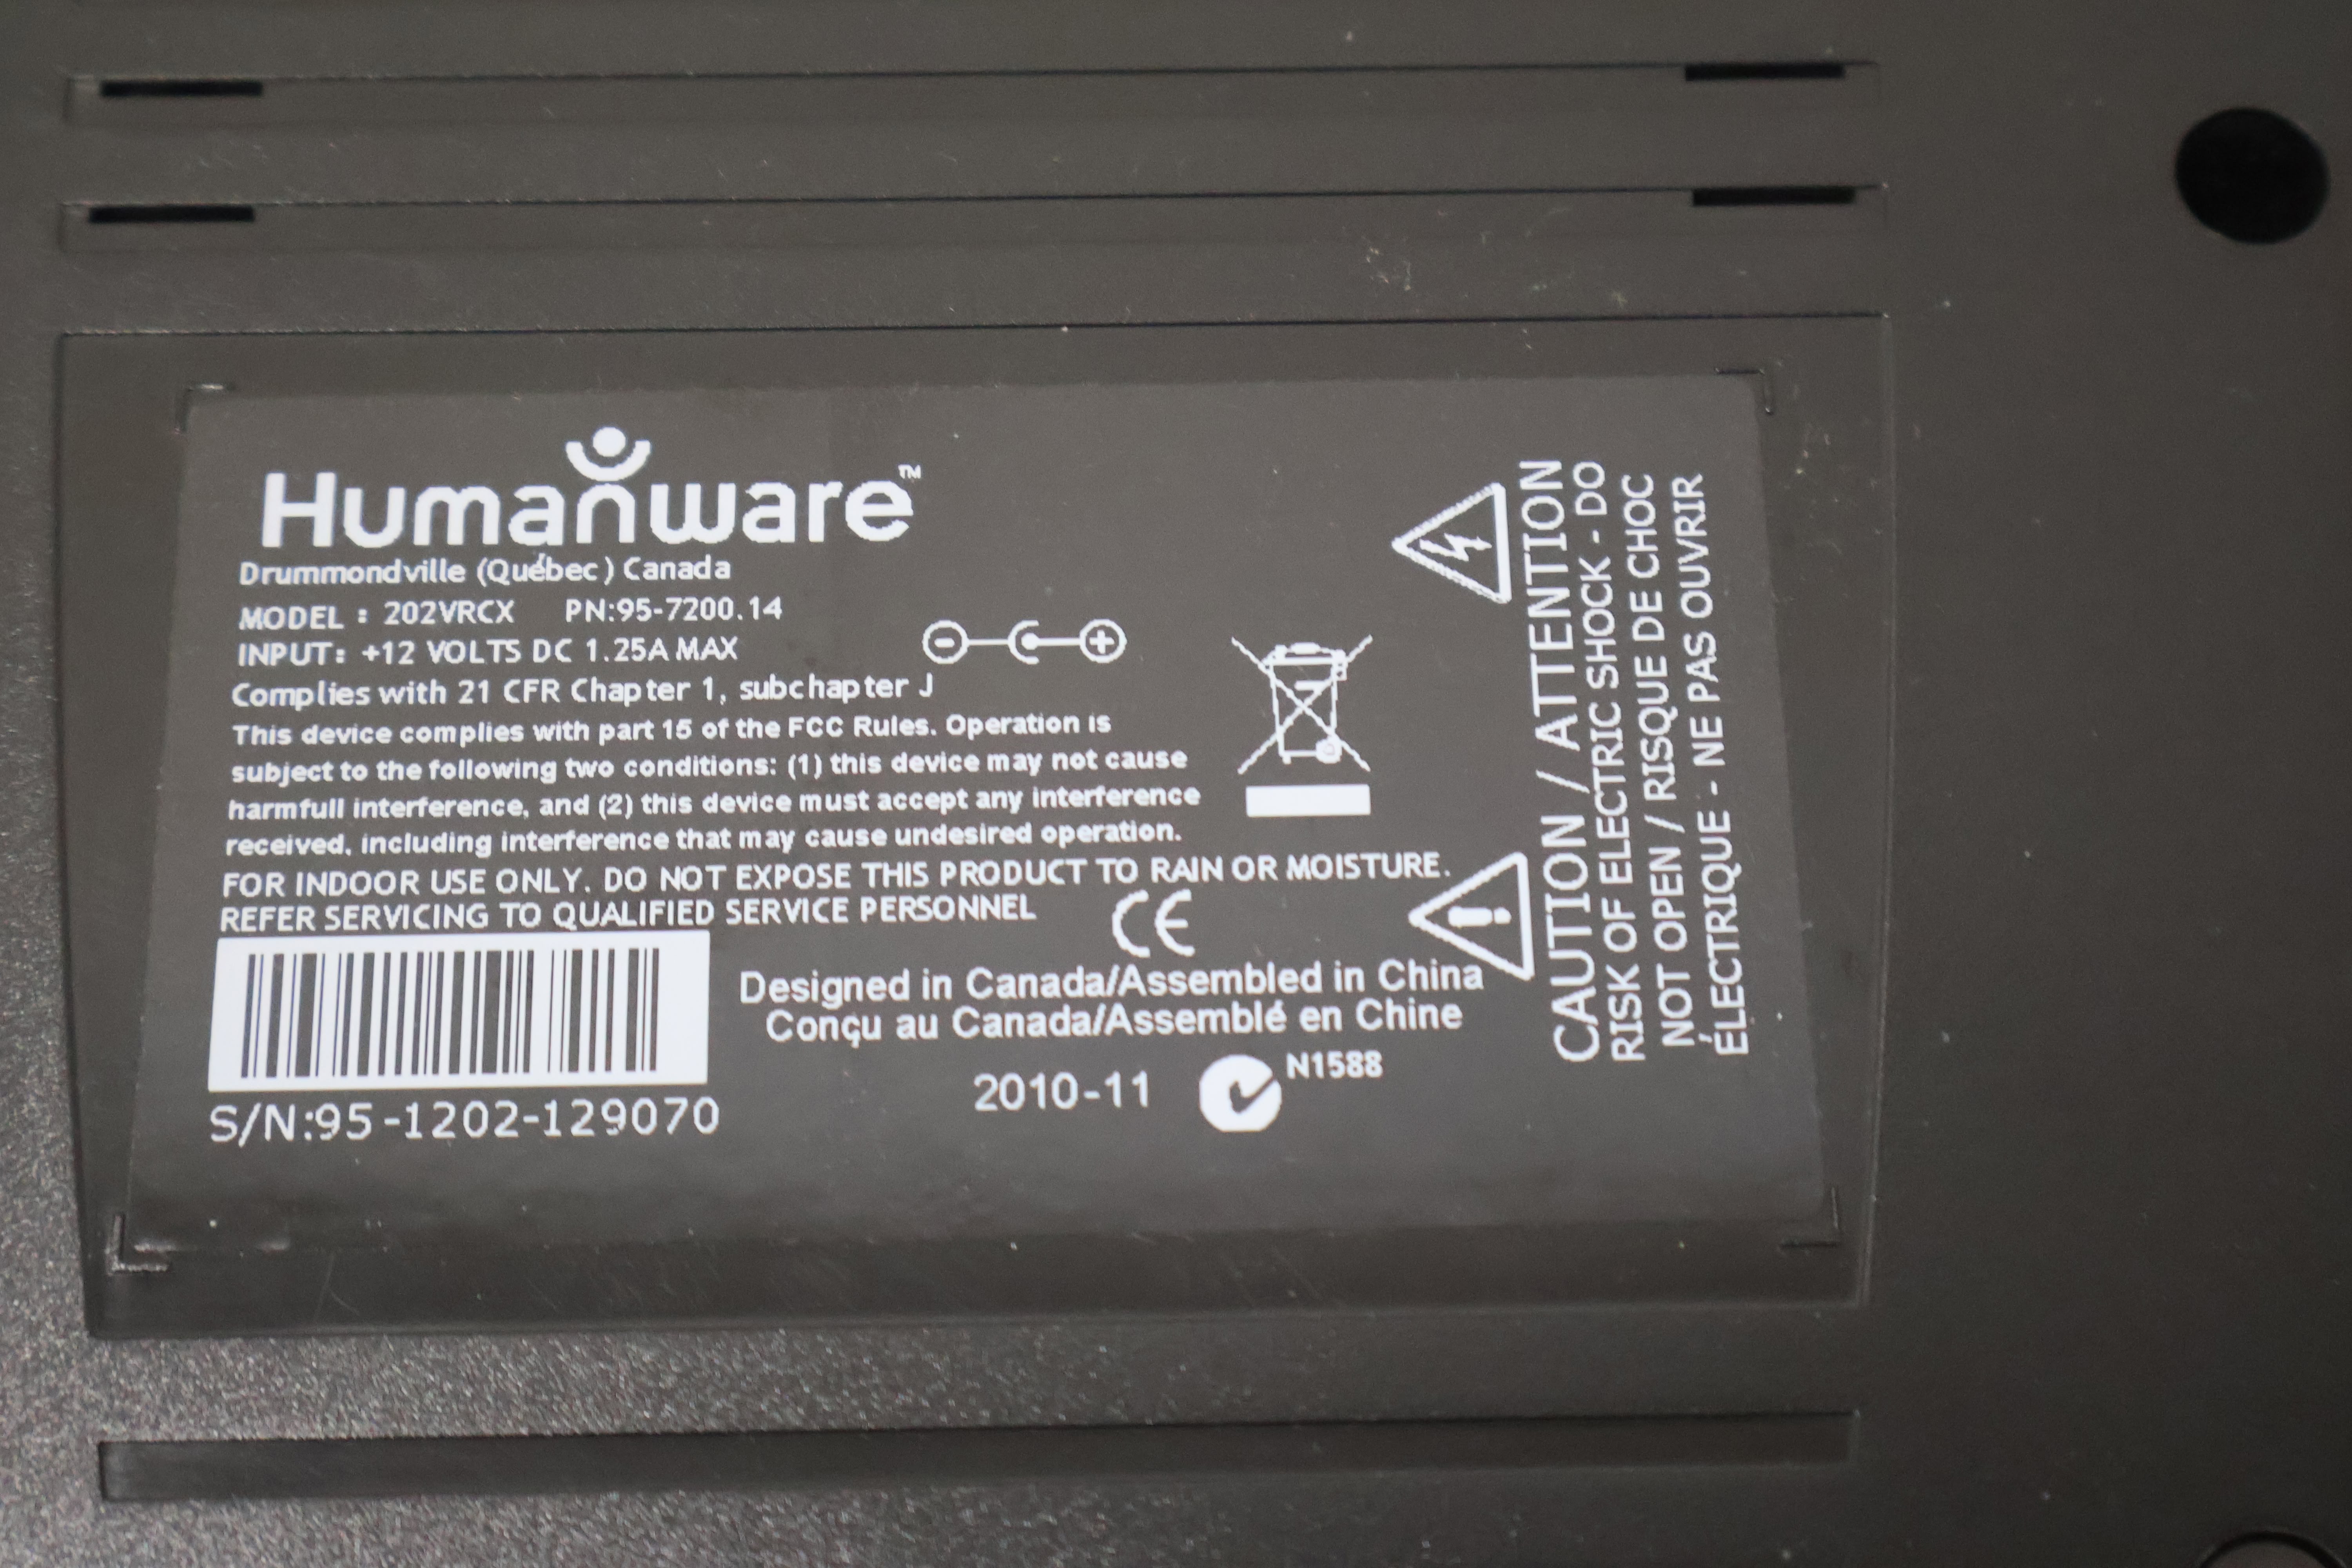 Humanware™
Drummondville (Québec) Canada
MODEL : 202VRCX PN:95-7200.14
INPUT: +12 VOLTS DC 1.25A MAX
Complies with 21 CFR Chapter 1, subchapter J
This device complies with part 15 of the FCC Rules. Operation is
subject to the following two conditions: (1) this device may not cause
harmfull interference, and (2) this device must accept any interference
received, including interference that may cause undesired operation.
FOR INDOOR USE ONLY. DO NOT EXPOSE THIS PRODUCT TO RAIN OR MOISTURE.
REFER SERVICING TO QUALIFIED SERVICE PERSONNEL
CE
Designed in Canada/Assembled in China
Conçu au Canada/Assemblé en Chine
2010-11 N1588
S/N:95-1202-129070
CAUTION / ATTENTION
RISK OF ELECTRIC SHOCK - DO
NOT OPEN / RISQUE DE CHOC
ÉLECTRIQUE - NE PAS OUVRIR